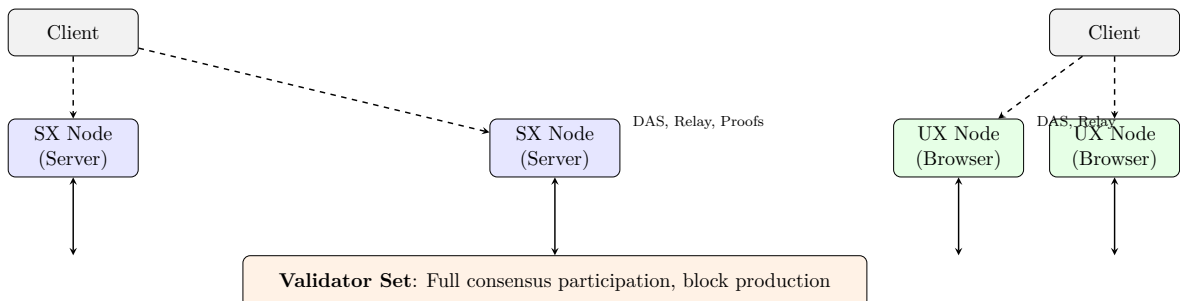 Client
Client
SX Node
(Server)
SX Node
(Server)
DAS, Relay, Proofs
UX Node
(Browser)
DAS, Relay
UX Node
(Browser)
Validator Set: Full consensus participation, block production